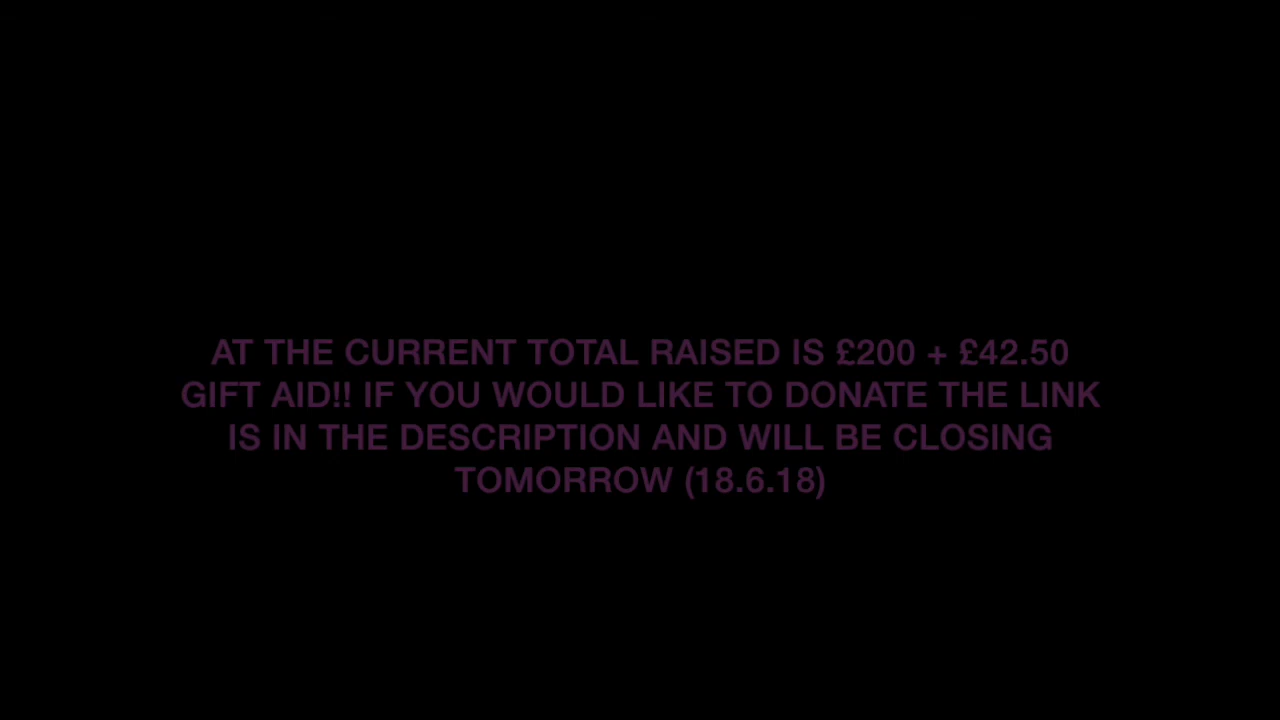 AT THE CURRENT TOTAL RAISED IS £200 + £42.50
GIFT AID!! IF YOU WOULD LIKE TO DONATE THE LINK
IS IN THE DESCRIPTION AND WILL BE CLOSING
TOMORROW (18.6.18)